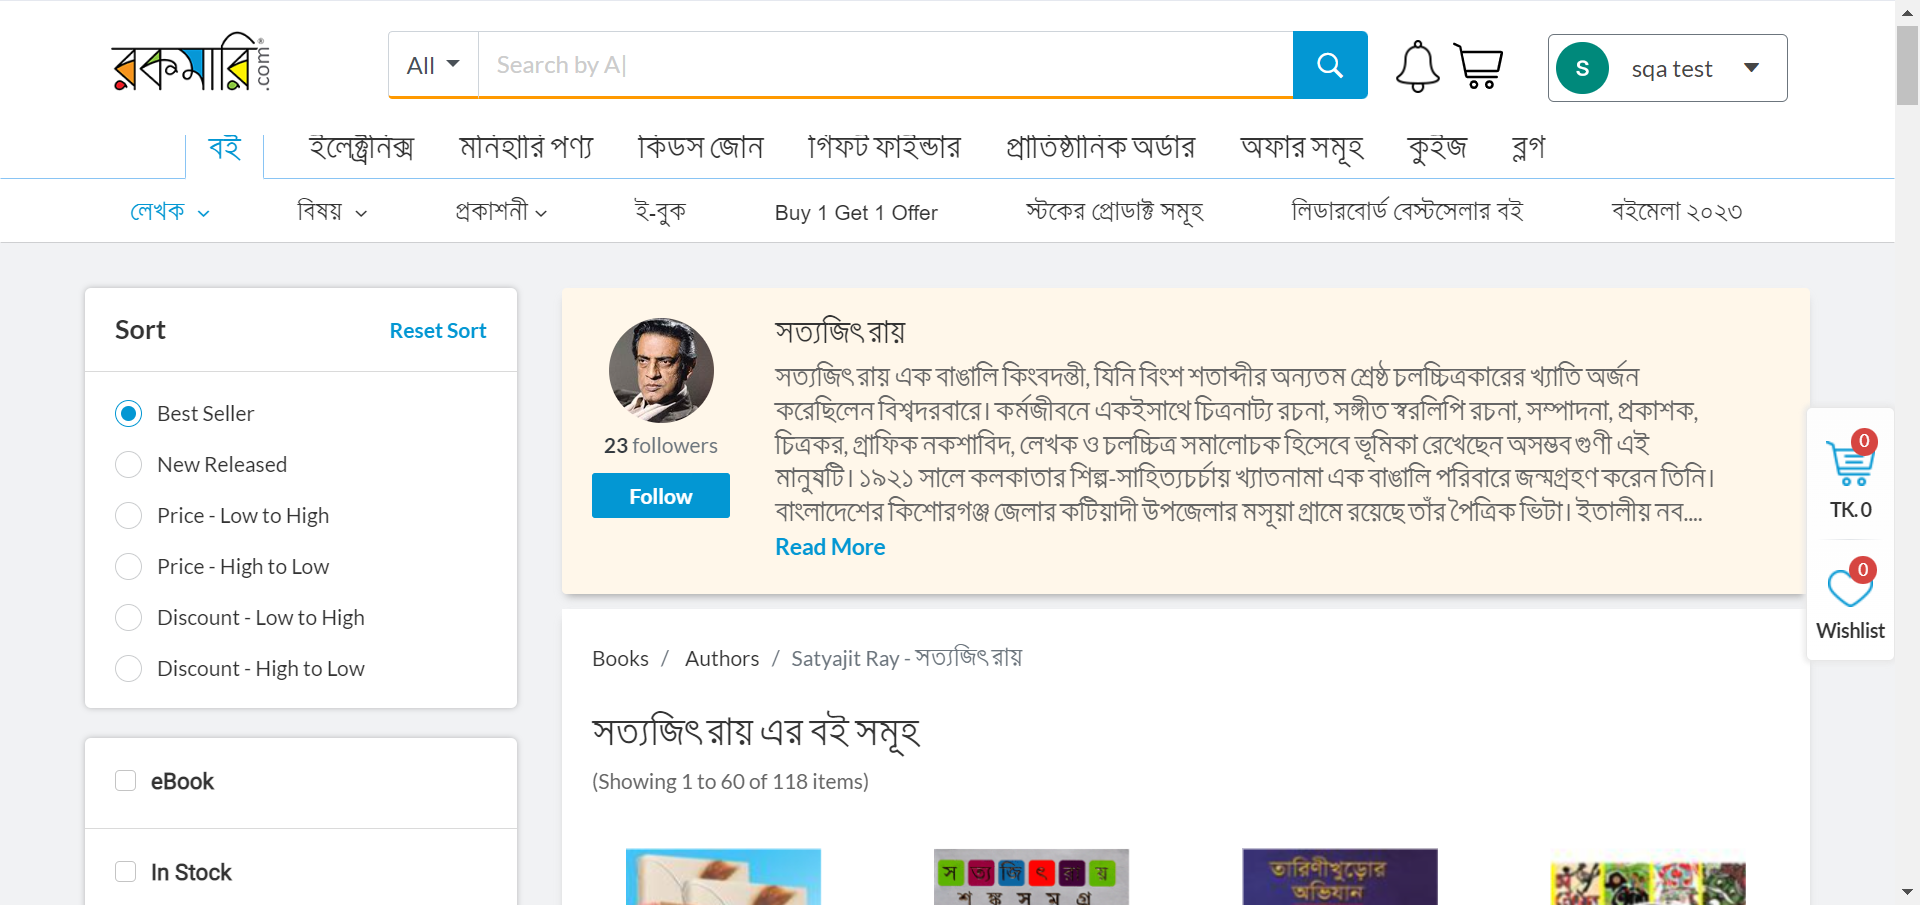 রকমারি
.com
All
Search by A
S
sqa test
বই
ইলেক্ট্রনিক্স
মনিহারি পণ্য
কিডস জোন
গিফট ফাইন্ডার
প্রাতিষ্ঠানিক অর্ডার
অফার সমূহ
কুইজ
ব্লগ
লেখক
বিষয়
প্রকাশনী
ই-বুক
Buy 1 Get 1 Offer
স্টকের প্রোডাক্ট সমূহ
লিডারবোর্ড বেস্টসেলার বই
বইমেলা ২০২৩
Sort
Reset Sort
Best Seller
New Released
Price - Low to High
Price - High to Low
Discount - Low to High
Discount - High to Low
eBook
In Stock
23 followers
Follow
সত্যজিৎ রায়
সত্যজিৎ রায় এক বাঙালি কিংবদন্তী, যিনি বিংশ শতাব্দীর অন্যতম শ্রেষ্ঠ চলচ্চিত্রকারের খ্যাতি অর্জন
করেছিলেন বিশ্বদরবারে। কর্মজীবনে একইসাথে চিত্রনাট্য রচনা, সঙ্গীত স্বরলিপি রচনা, সম্পাদনা, প্রকাশক,
চিত্রকর, গ্রাফিক নকশাবিদ, লেখক ও চলচ্চিত্র সমালোচক হিসেবে ভূমিকা রেখেছেন অসম্ভব গুণী এই
মানুষটি। ১৯২১ সালে কলকাতার শিল্প-সাহিত্যচর্চায় খ্যাতনামা এক বাঙালি পরিবারে জন্মগ্রহণ করেন তিনি।
বাংলাদেশের কিশোরগঞ্জ জেলার কটিয়াদী উপজেলার মসূয়া গ্রামে রয়েছে তাঁর পৈত্রিক ভিটা। ইতালীয় নব....
Read More
0
TK. 0
0
Wishlist
Books / Authors / Satyajit Ray - সত্যজিৎ রায়
সত্যজিৎ রায় এর বই সমূহ
(Showing 1 to 60 of 118 items)
সত্যজিৎ রায়
শঙ্কু সমগ্র
তারিণীখুড়োর
অভিযান